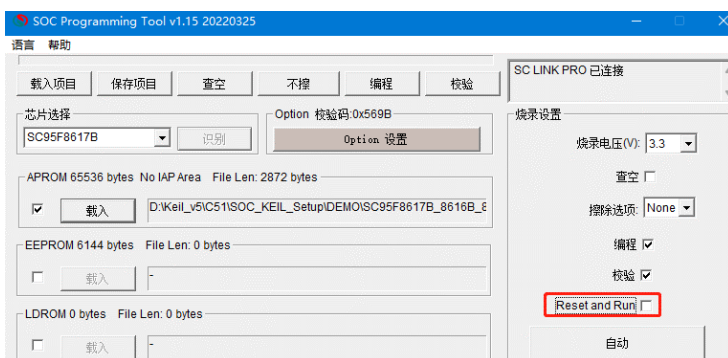 SOC Programming Tool v1.15 20220325
语言 帮助
载入项目 保存项目 查空 不擦 编程 校验
SC LINK PRO 已连接
芯片选择
SC95F8617B 识别
Option 校验码:0x569B
Option 设置
烧录设置
烧录电压(V): 3.3
查空
擦除选项: None
编程
校验
Reset and Run
自动
APROM 65536 bytes No IAP Area File Len: 2872 bytes
载入 D:\Keil_v5\C51\SOC_KEIL_Setup\DEMO\SC95F8617B_8616B_8
EEPROM 6144 bytes File Len: 0 bytes
载入 -
LDROM 0 bytes File Len: 0 bytes
载入 -